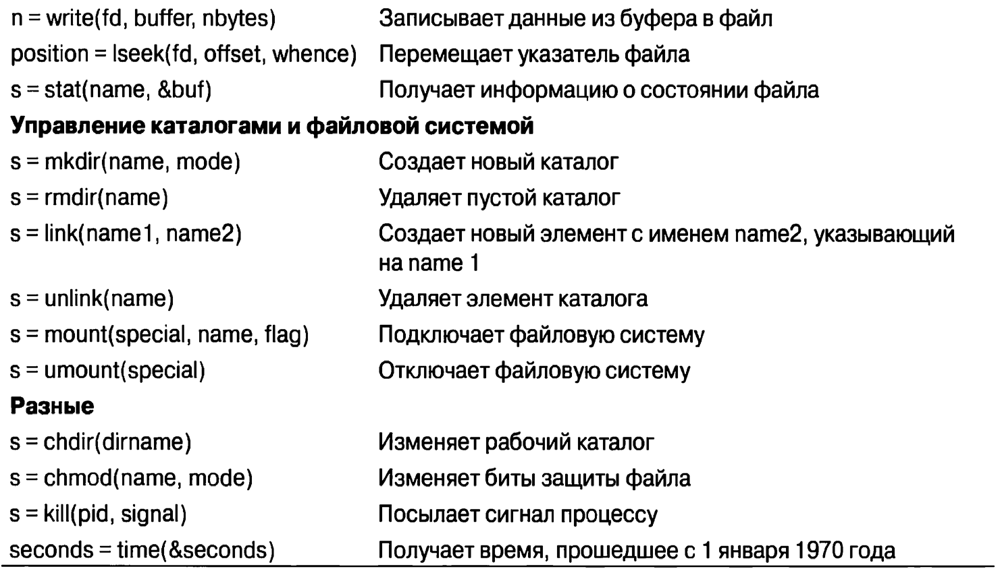 n = write(fd, buffer, nbytes) Записывает данные из буфера в файл
position = lseek(fd, offset, whence) Перемещает указатель файла
s = stat(name, &buf) Получает информацию о состоянии файла
Управление каталогами и файловой системой
s = mkdir(name, mode) Создает новый каталог
s = rmdir(name) Удаляет пустой каталог
s = link(name1, name2) Создает новый элемент с именем name2, указывающий
на name 1
s = unlink(name) Удаляет элемент каталога
s = mount(special, name, flag) Подключает файловую систему
s = umount(special) Отключает файловую систему
Разные
s = chdir(dirname) Изменяет рабочий каталог
s = chmod(name, mode) Изменяет биты защиты файла
s = kill(pid, signal) Посылает сигнал процессу
seconds = time(&seconds) Получает время, прошедшее с 1 января 1970 года